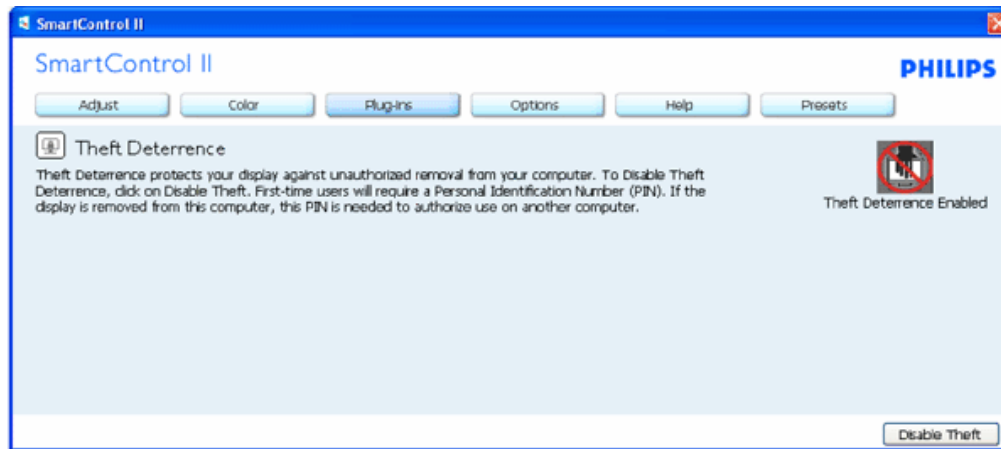 SmartControl II
SmartControl II
PHILIPS
Adjust Color Plug-ins Options Help Presets
Theft Deterrence
Theft Deterrence protects your display against unauthorized removal from your computer. To Disable Theft
Deterrence, click on Disable Theft. First-time users will require a Personal Identification Number (PIN). If the
display is removed from this computer, this PIN is needed to authorize use on another computer.
Theft Deterrence Enabled
Disable Theft